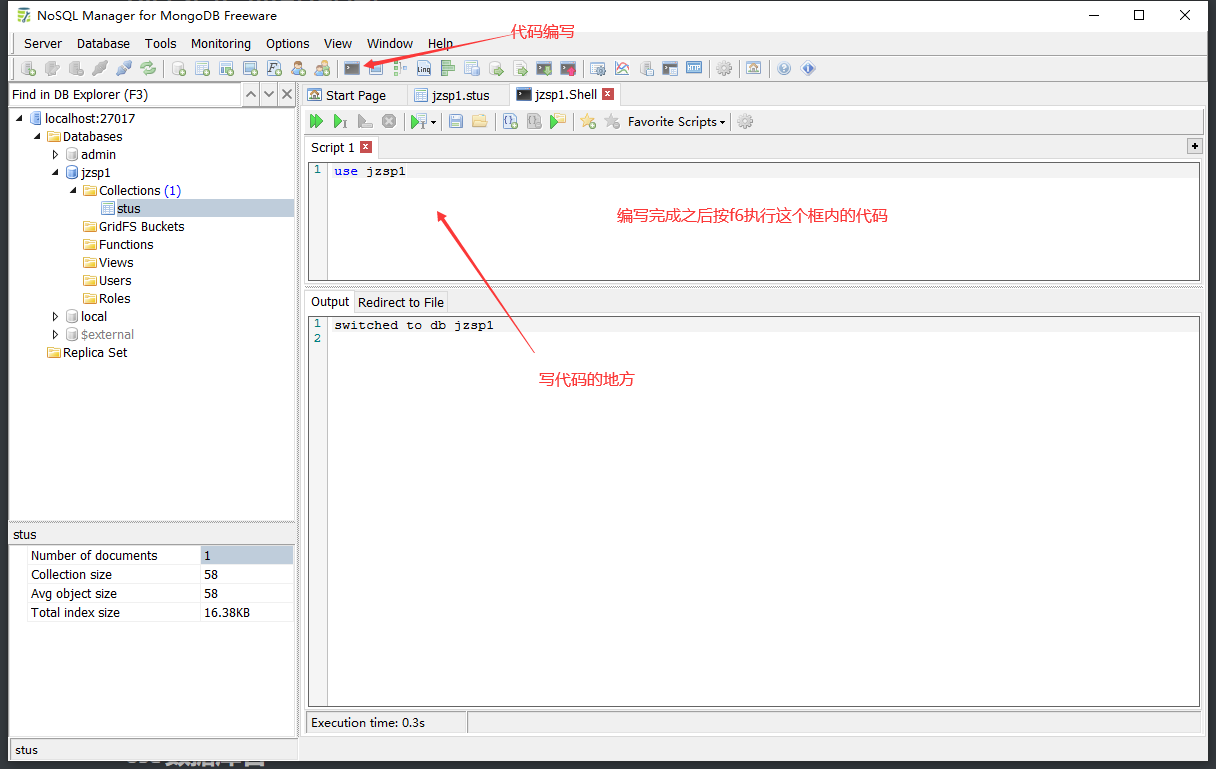 NoSQL Manager for MongoDB Freeware
代码编写
Server Database Tools Monitoring Options View Window Help
Find in DB Explorer (F3)
Start Page jzsp1.stus jzsp1.Shell
localhost:27017
Databases
admin
jzsp1
Collections (1)
stus
GridFS Buckets
Functions
Views
Users
Roles
local
$external
Replica Set
Favorite Scripts
Script 1
1 use jzsp1
编写完成之后按f6执行这个框内的代码
Output Redirect to File
1 switched to db jzsp1
2
写代码的地方
stus
Number of documents 1
Collection size 58
Avg object size 58
Total index size 16.38KB
Execution time: 0.3s
stus